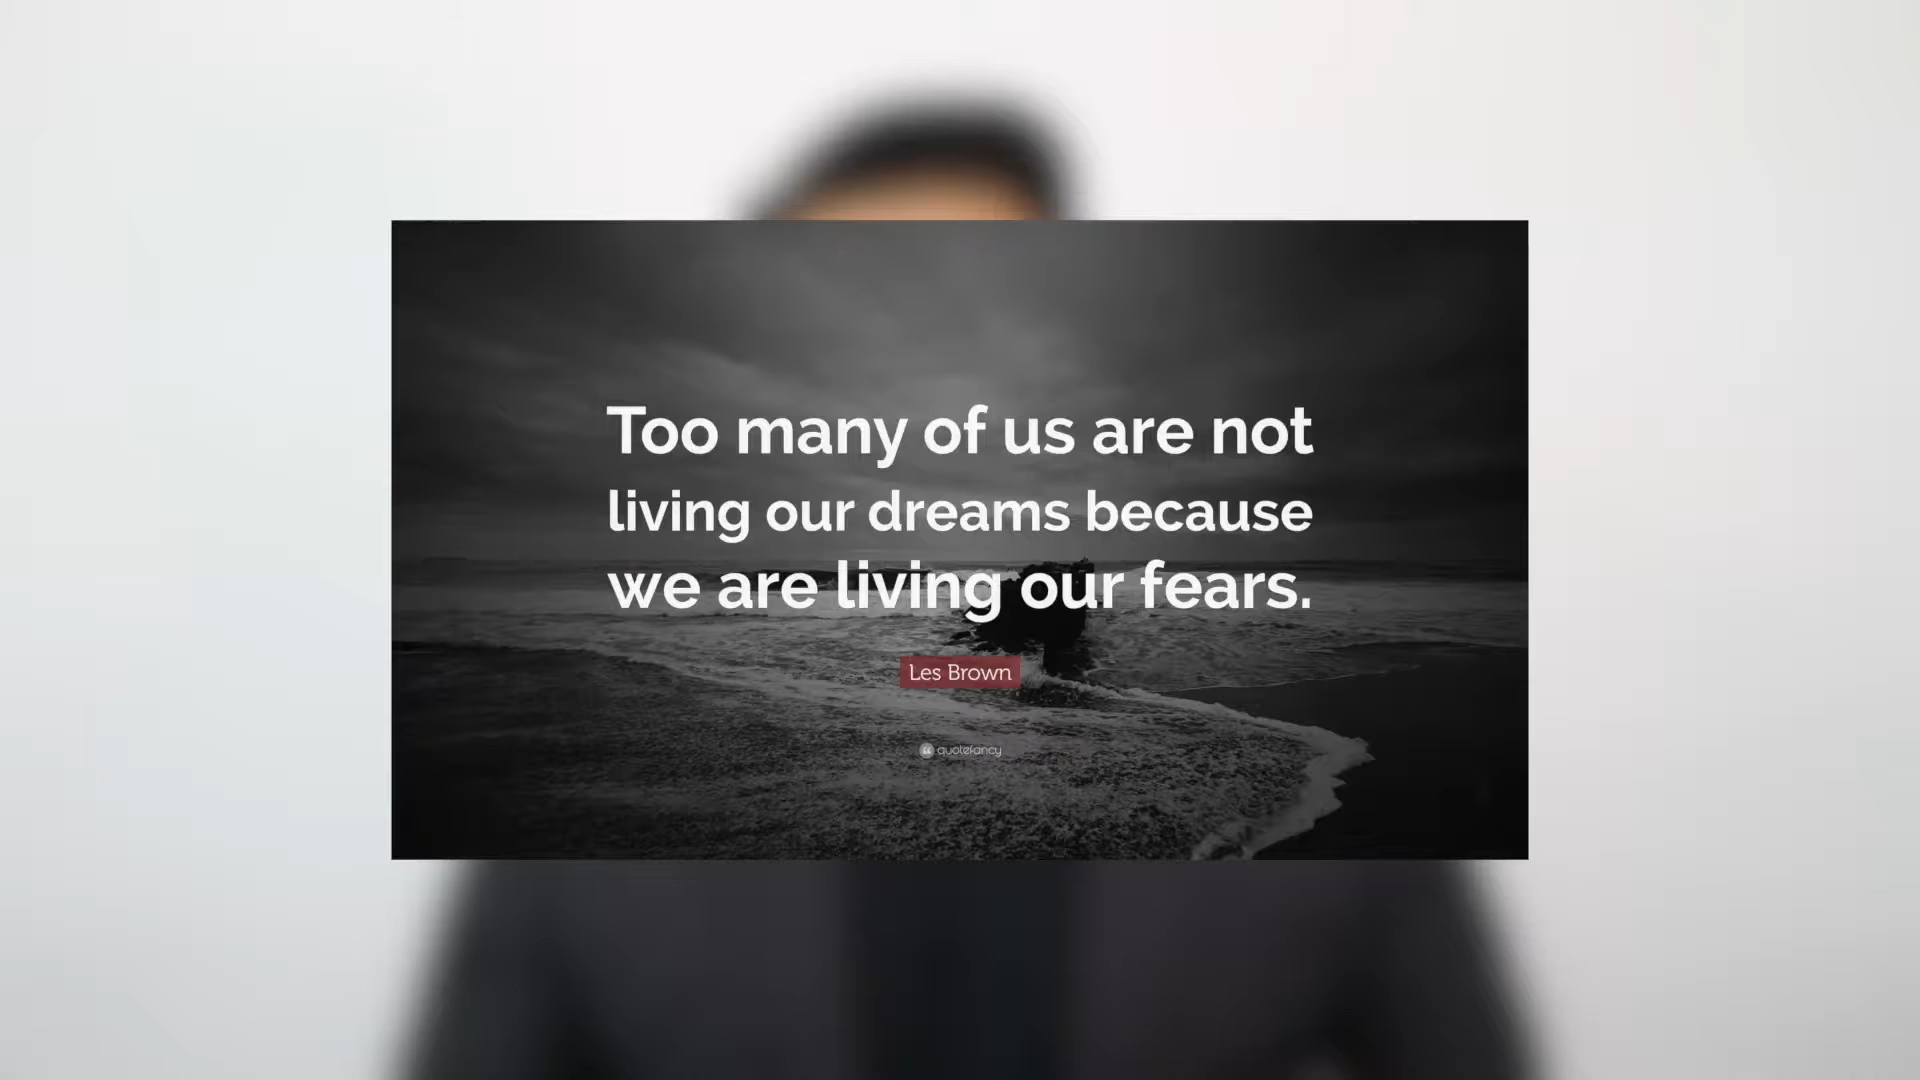 Too many of us are not
living our dreams because
we are living our fears.
Les Brown
quotefancy